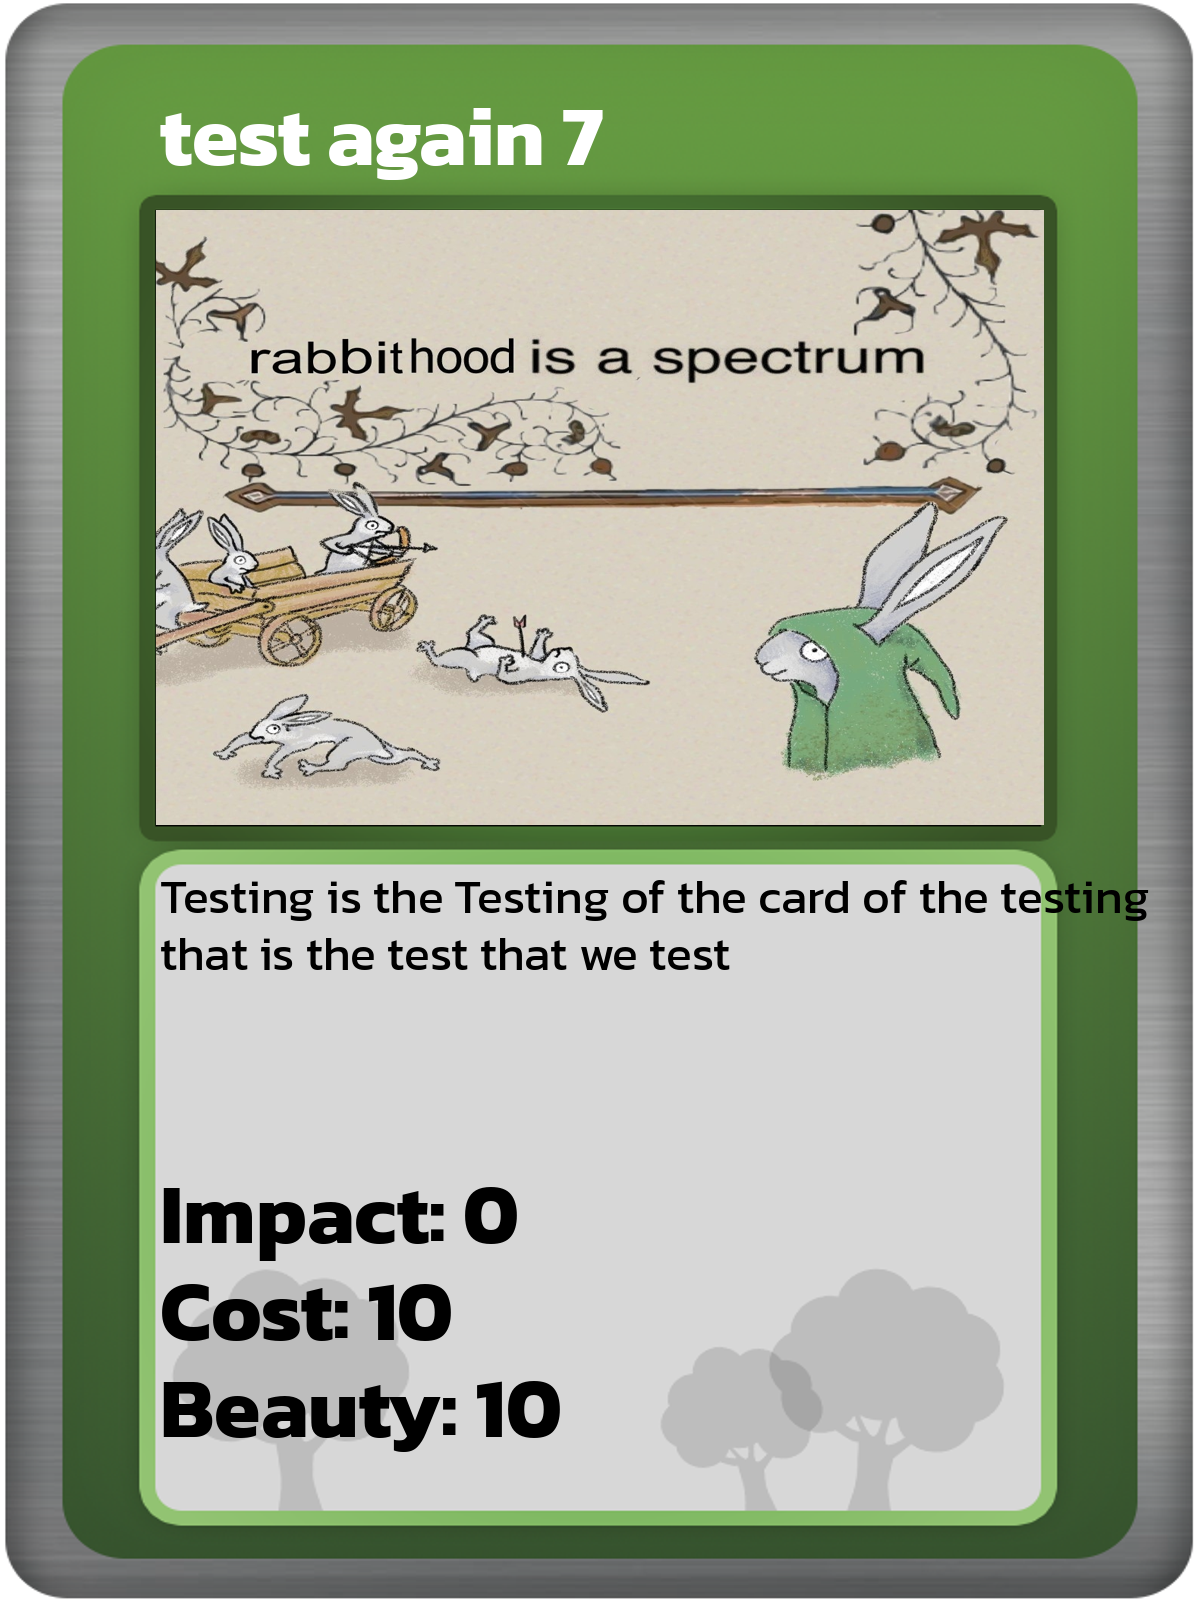 test again 7
rabbithood is a spectrum
Testing is the Testing of the card of the testing
that is the test that we test
Impact: 0
Cost: 10
Beauty: 10